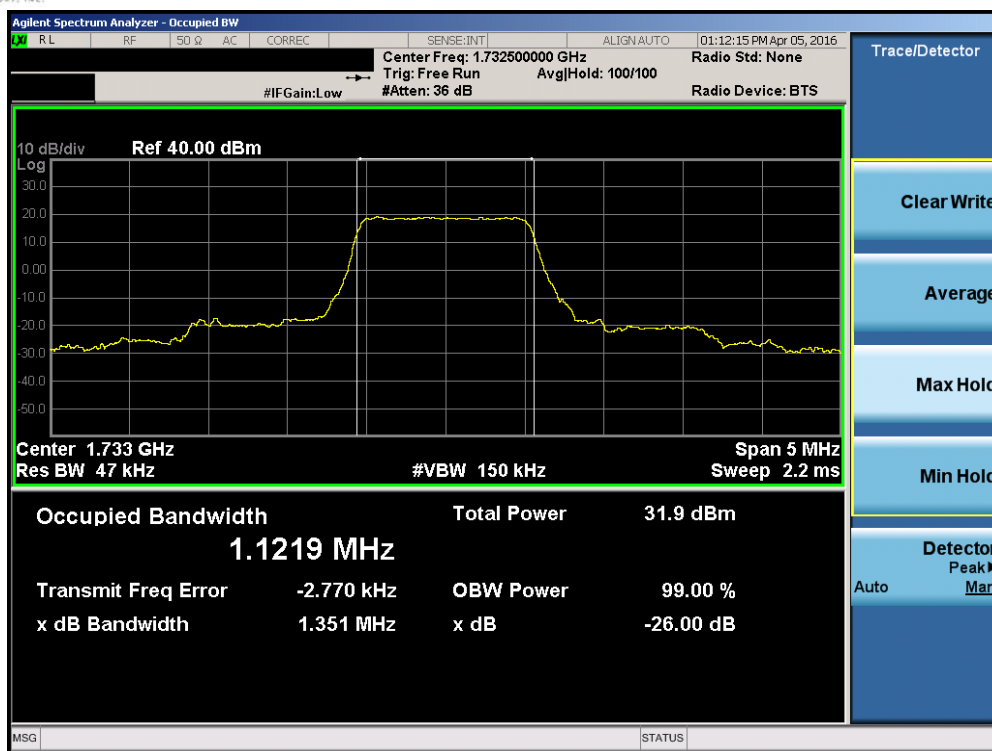 Agilent Spectrum Analyzer - Occupied BW
LXI RL RF 50 Ω AC CORREC SENSE:INT ALIGN AUTO 01:12:15 PM Apr 05, 2016
Center Freq: 1.732500000 GHz Radio Std: None
Trig: Free Run Avg|Hold: 100/100
#IFGain:Low #Atten: 36 dB Radio Device: BTS
10 dB/div Ref 40.00 dBm
Log
30.0
20.0
10.0
0.00
-10.0
-20.0
-30.0
-40.0
-50.0
Center 1.733 GHz Span 5 MHz
Res BW 47 kHz #VBW 150 kHz Sweep 2.2 ms
Occupied Bandwidth Total Power 31.9 dBm
1.1219 MHz
Transmit Freq Error -2.770 kHz OBW Power 99.00 %
x dB Bandwidth 1.351 MHz x dB -26.00 dB
MSG STATUS
Trace/Detector
Clear Write
Average
Max Hold
Min Hold
Detector
Peak
Auto Man